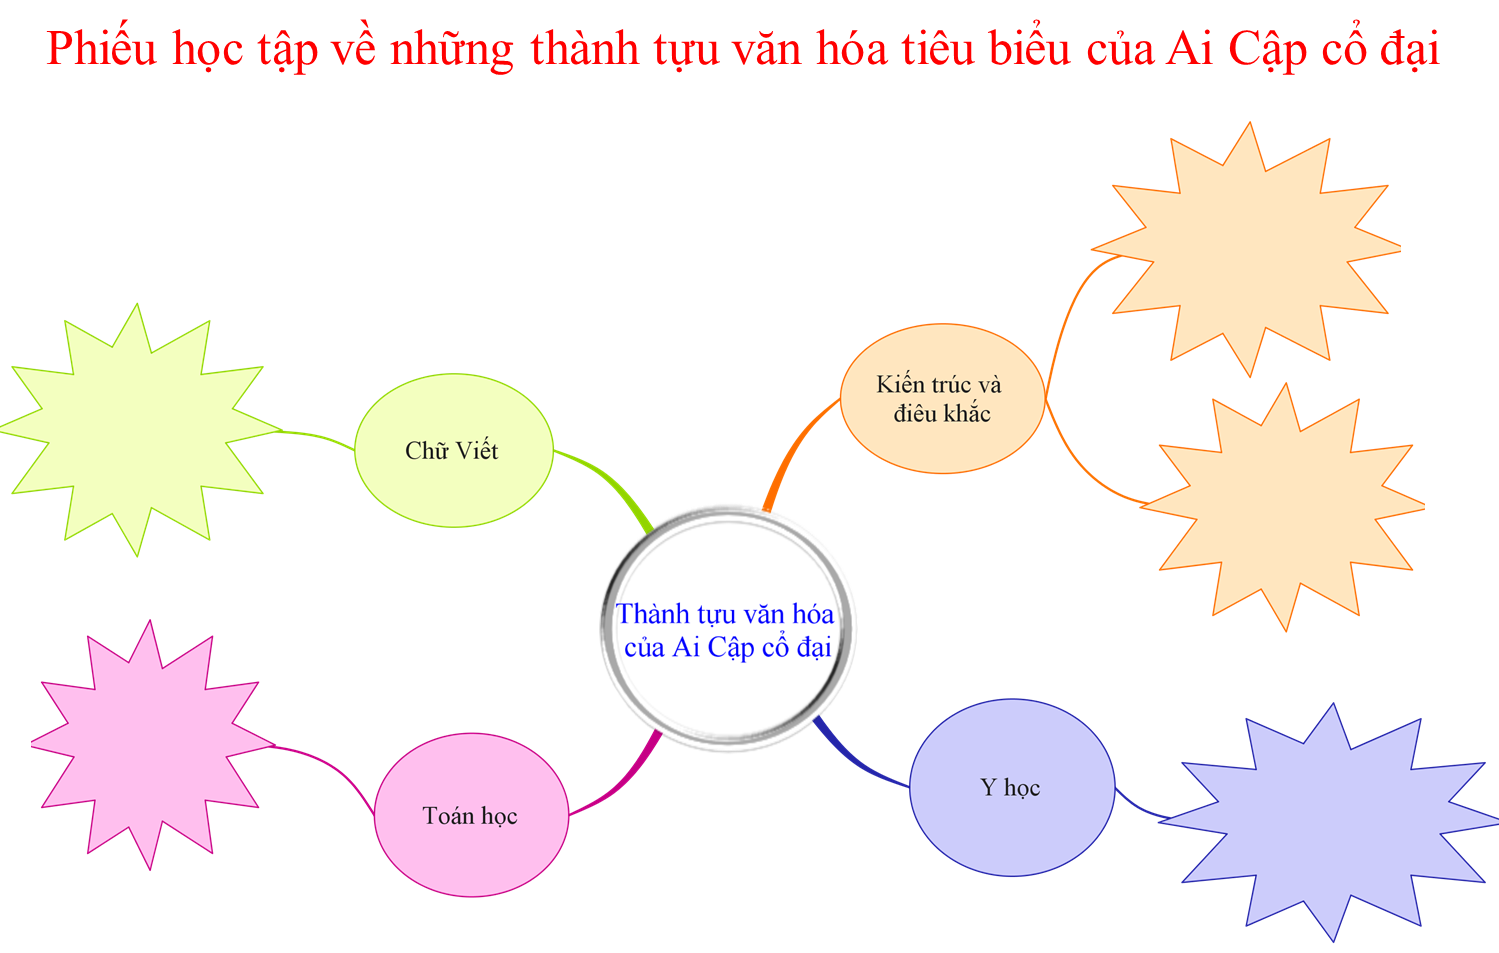 Phiếu học tập về những thành tựu văn hóa tiêu biểu của Ai Cập cổ đại
Kiến trúc và
điêu khắc
Chữ Viết
Thành tựu văn hóa
của Ai Cập cổ đại
Y học
Toán học